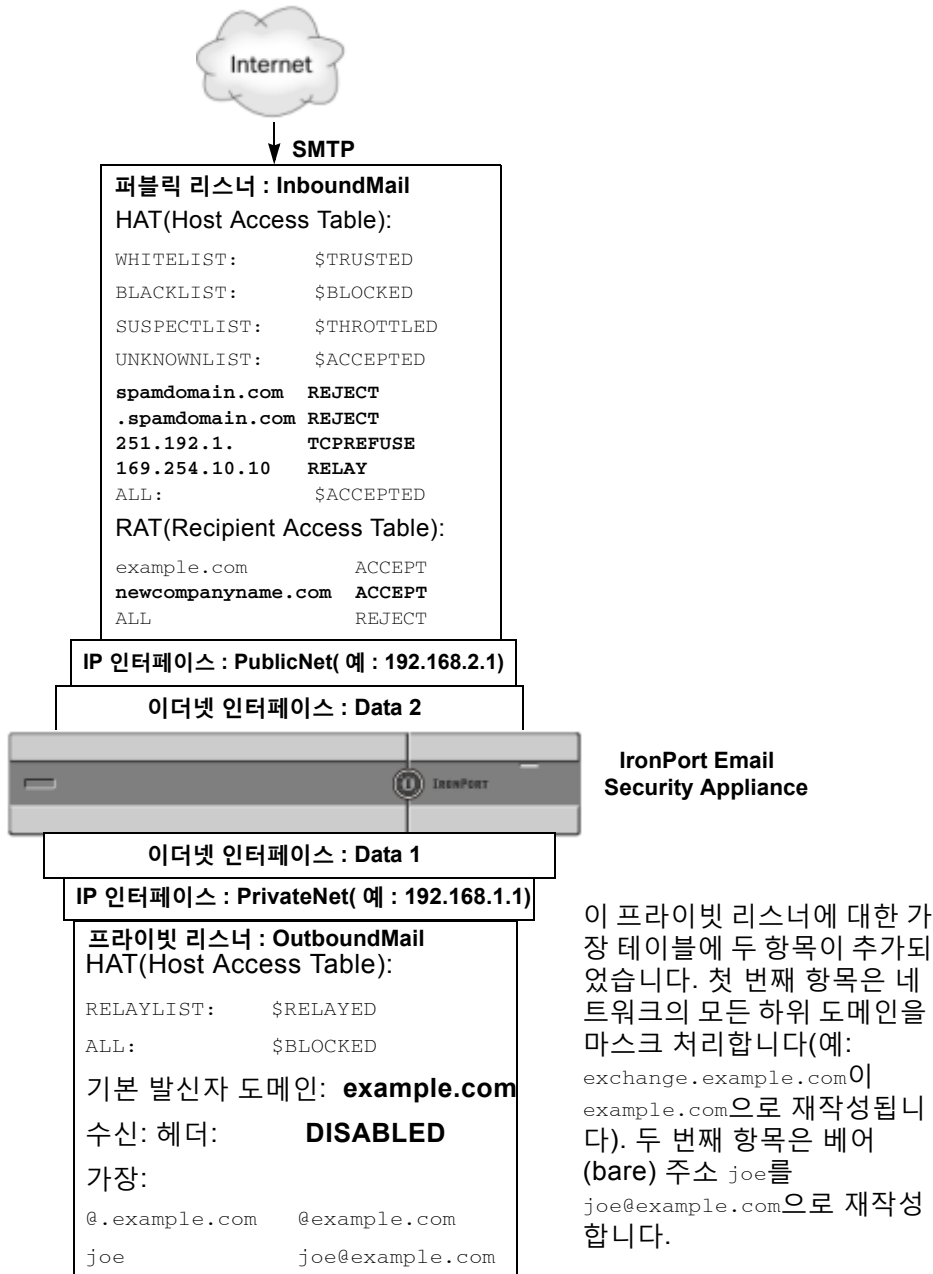 Internet
SMTP
퍼블릭 리스너 : InboundMail
HAT(Host Access Table):
WHITELIST: $TRUSTED
BLACKLIST: $BLOCKED
SUSPECTLIST: $THROTTLED
UNKNOWNLIST: $ACCEPTED
spamdomain.com REJECT
.spamdomain.com REJECT
251.192.1. TCPREFUSE
169.254.10.10 RELAY
ALL: $ACCEPTED
RAT(Recipient Access Table):
example.com ACCEPT
newcompanyname.com ACCEPT
ALL REJECT
IP 인터페이스 : PublicNet( 예 : 192.168.2.1)
이더넷 인터페이스 : Data 2
IRONPORT
IronPort Email
Security Appliance
이더넷 인터페이스 : Data 1
IP 인터페이스 : PrivateNet( 예 : 192.168.1.1)
프라이빗 리스너 : OutboundMail
HAT(Host Access Table):
RELAYLIST: $RELAYED
ALL: $BLOCKED
기본 발신자 도메인: example.com
수신: 헤더: DISABLED
가장:
@.example.com @example.com
joe joe@example.com
이 프라이빗 리스너에 대한 가
장 테이블에 두 항목이 추가되
었습니다. 첫 번째 항목은 네
트워크의 모든 하위 도메인을
마스크 처리합니다(예:
exchange.example.com이
example.com으로 재작성됩니
다). 두 번째 항목은 베어
(bare) 주소 joe를
joe@example.com으로 재작성
합니다.